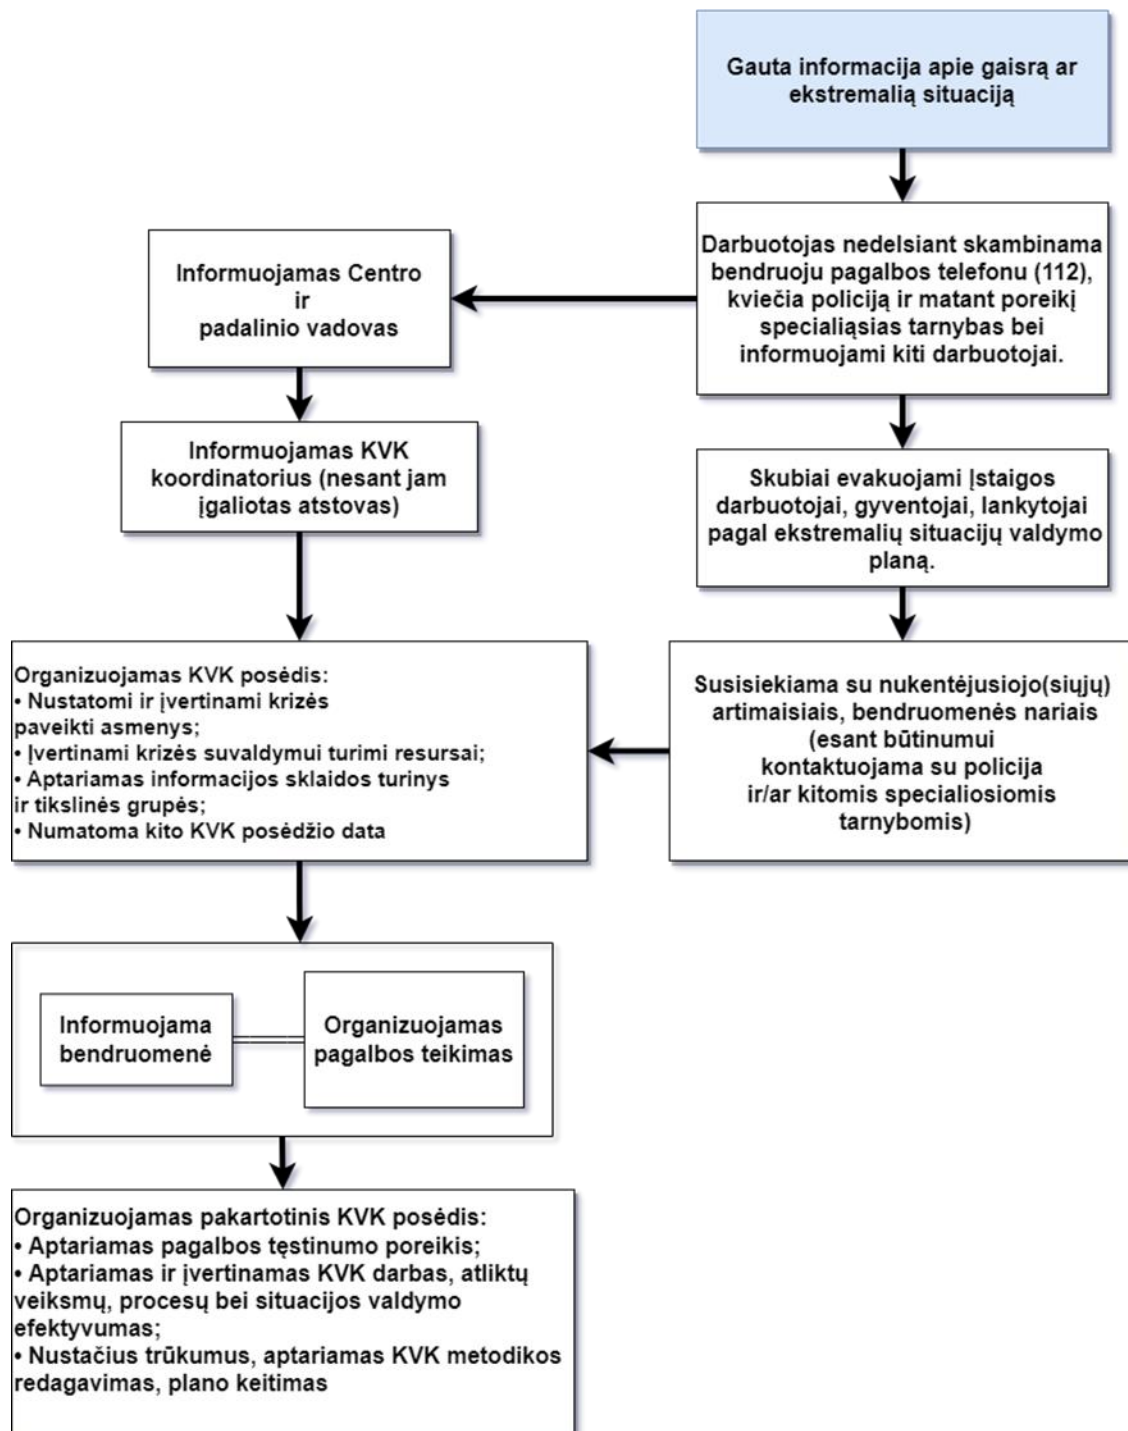 Gauta informacija apie gaisrą ar
ekstremalią situaciją
Darbuotojas nedelsiant skambinama
bendruoju pagalbos telefonu (112),
kviečia policiją ir matant poreikį
specialiąsias tarnybas bei
informuojami kiti darbuotojai.
Informuojamas Centro
ir
padalinio vadovas
Informuojamas KVK
koordinatorius (nesant jam
įgaliotas atstovas)
Skubiai evakuojami Įstaigos
darbuotojai, gyventojai, lankytojai
pagal ekstremalių situacijų valdymo
planą.
Susisiekiama su nukentėjusiojo(siųjų)
artimaisiais, bendruomenės nariais
(esant būtinumui
kontaktuojama su policija
ir/ar kitomis specialiosiomis
tarnybomis)
Organizuojamas KVK posėdis:
• Nustatomi ir įvertinami krizės
paveikti asmenys;
• Įvertinami krizės suvaldymui turimi resursai;
• Aptariamas informacijos sklaidos turinys
ir tikslinės grupės;
• Numatoma kito KVK posėdžio data
Informuojama
bendruomenė
Organizuojamas
pagalbos teikimas
Organizuojamas pakartotinis KVK posėdis:
• Aptariamas pagalbos tęstinumo poreikis;
• Aptariamas ir įvertinamas KVK darbas, atliktų
veiksmų, procesų bei situacijos valdymo
efektyvumas;
• Nustačius trūkumus, aptariamas KVK metodikos
redagavimas, plano keitimas